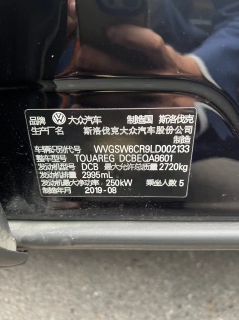 品牌 大众汽车 制造国 斯洛伐克
生产厂名 斯洛伐克大众汽车股份公司
制造
车辆识别代号 WVGSW6CR9LD002133
整车型号 TOUAREG DCBEQA8601
发动机型号 DCB 最大设计总质量 2720kg
发动机排量 2995mL
发动机最大净功率 250kW 乘坐人数 5
制造年月 2019-08